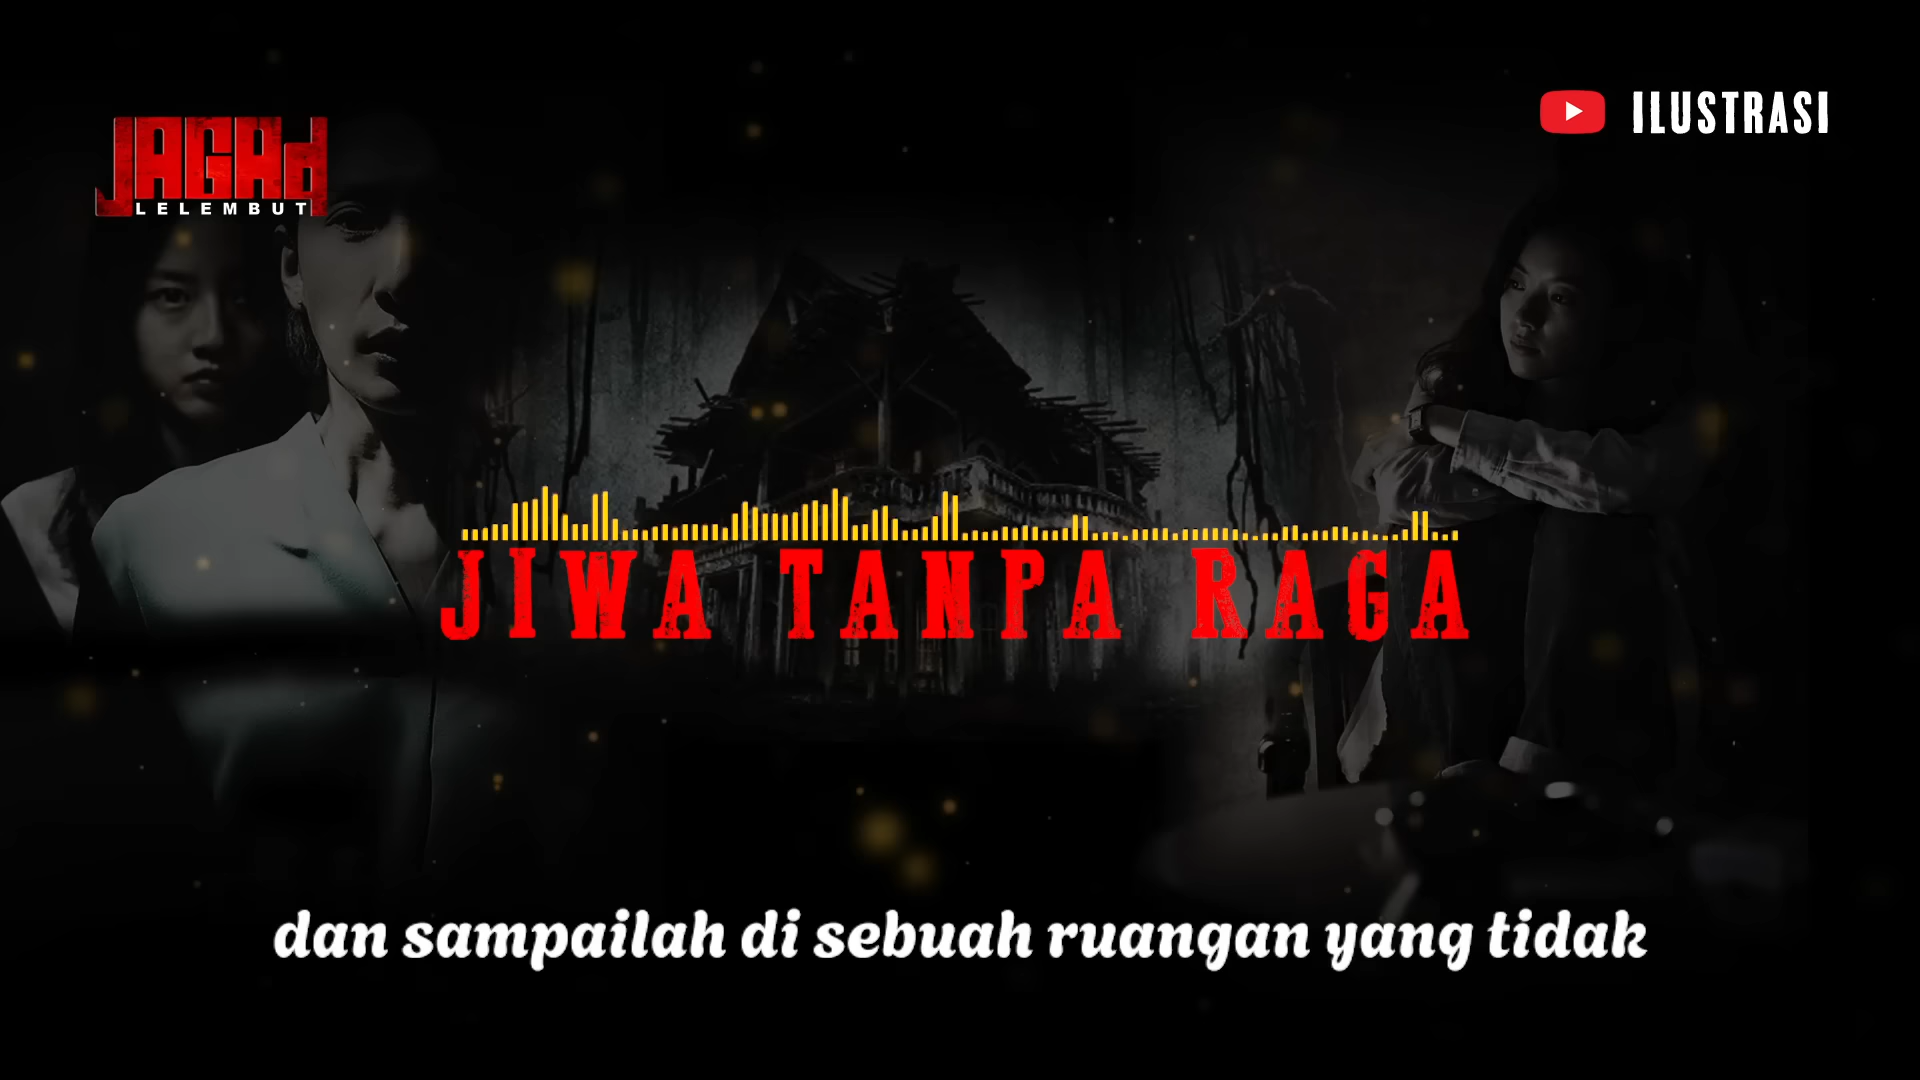 JAGAd
LELEMBUT
ILUSTRASI
JIWA TANPA RAGA
dan sampailah di sebuah ruangan yang tidak